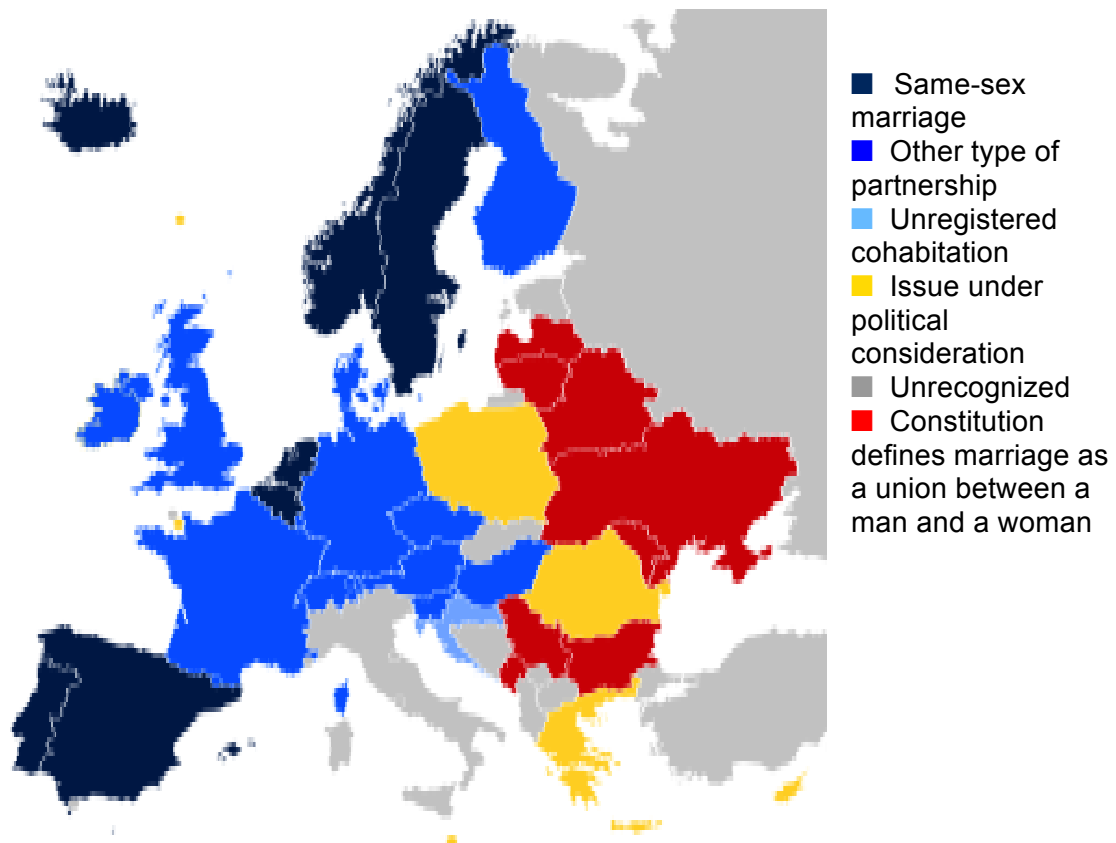 Same-sex
marriage
Other type of
partnership
Unregistered
cohabitation
Issue under
political
consideration
Unrecognized
Constitution
defines marriage as
a union between a
man and a woman